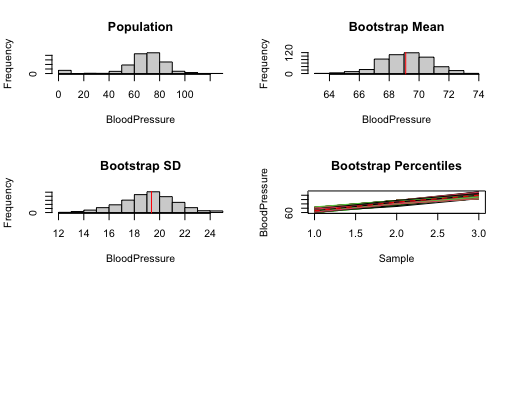 Population
Frequency
0
0 20 40 60 80 100
BloodPressure
Bootstrap Mean
Frequency
0 120
64 66 68 70 72 74
BloodPressure
Bootstrap SD
Frequency
0
12 14 16 18 20 22 24
BloodPressure
Bootstrap Percentiles
BloodPressure
60
1.0 1.5 2.0 2.5 3.0
Sample